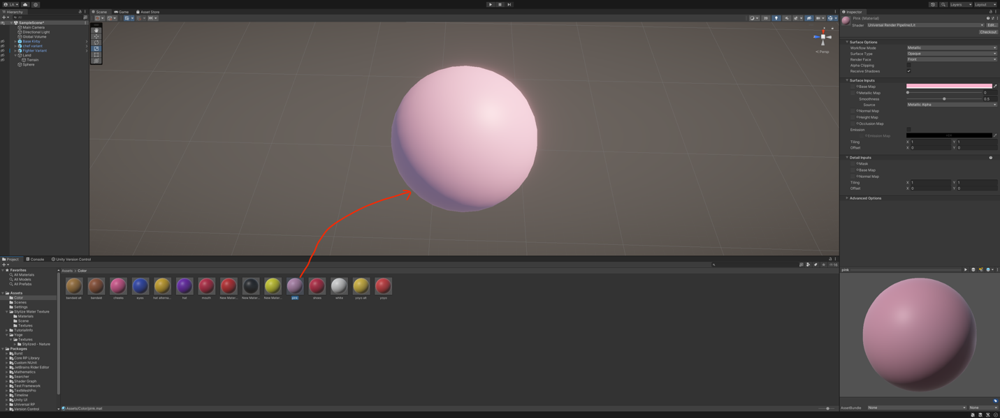 LA
Layers
Layout
Hierarchy
All
SampleScene*
Main Camera
Directional Light
Global Volume
Base Kirby
chef variant
Fighter Variant
Land
Terrain
Sphere
Scene
Game
Asset Store
Persp
Inspector
Pink (Material)
Shader
Universal Render Pipeline/Lit
Edit...
Checkout
Surface Options
Workflow Mode
Metallic
Surface Type
Opaque
Render Face
Front
Alpha Clipping
Receive Shadows
Surface Inputs
Base Map
Metallic Map
0
Smoothness
0.5
Source
Metallic Alpha
Normal Map
Height Map
Occlusion Map
Emission
Emission Map
HDR
Tiling
X 1
Y 1
Offset
X 0
Y 0
Detail Inputs
Mask
Base Map
Normal Map
Tiling
X 1
Y 1
Offset
X 0
Y 0
Advanced Options
Project
Console
Unity Version Control
Favorites
All Materials
All Models
All Prefabs
Assets
Color
Scenes
Settings
Stylize Water Texture
Materials
Scene
Textures
TutorialInfo
Yoge
Textures
Stylized - Nature
Packages
Burst
Core RP Library
Custom NUnit
JetBrains Rider Editor
Mathematics
Searcher
Shader Graph
Test Framework
TextMeshPro
Timeline
Unity UI
Universal RP
Version Control
Assets > Color
cheeks
eyes
hat alterna...
hat
mouth
New Mater...
New Mater...
New Mater...
pink
shoes
white
yoyo alt
yoyo
Assets/Color/pink.mat
pink
AssetBundle
None
None